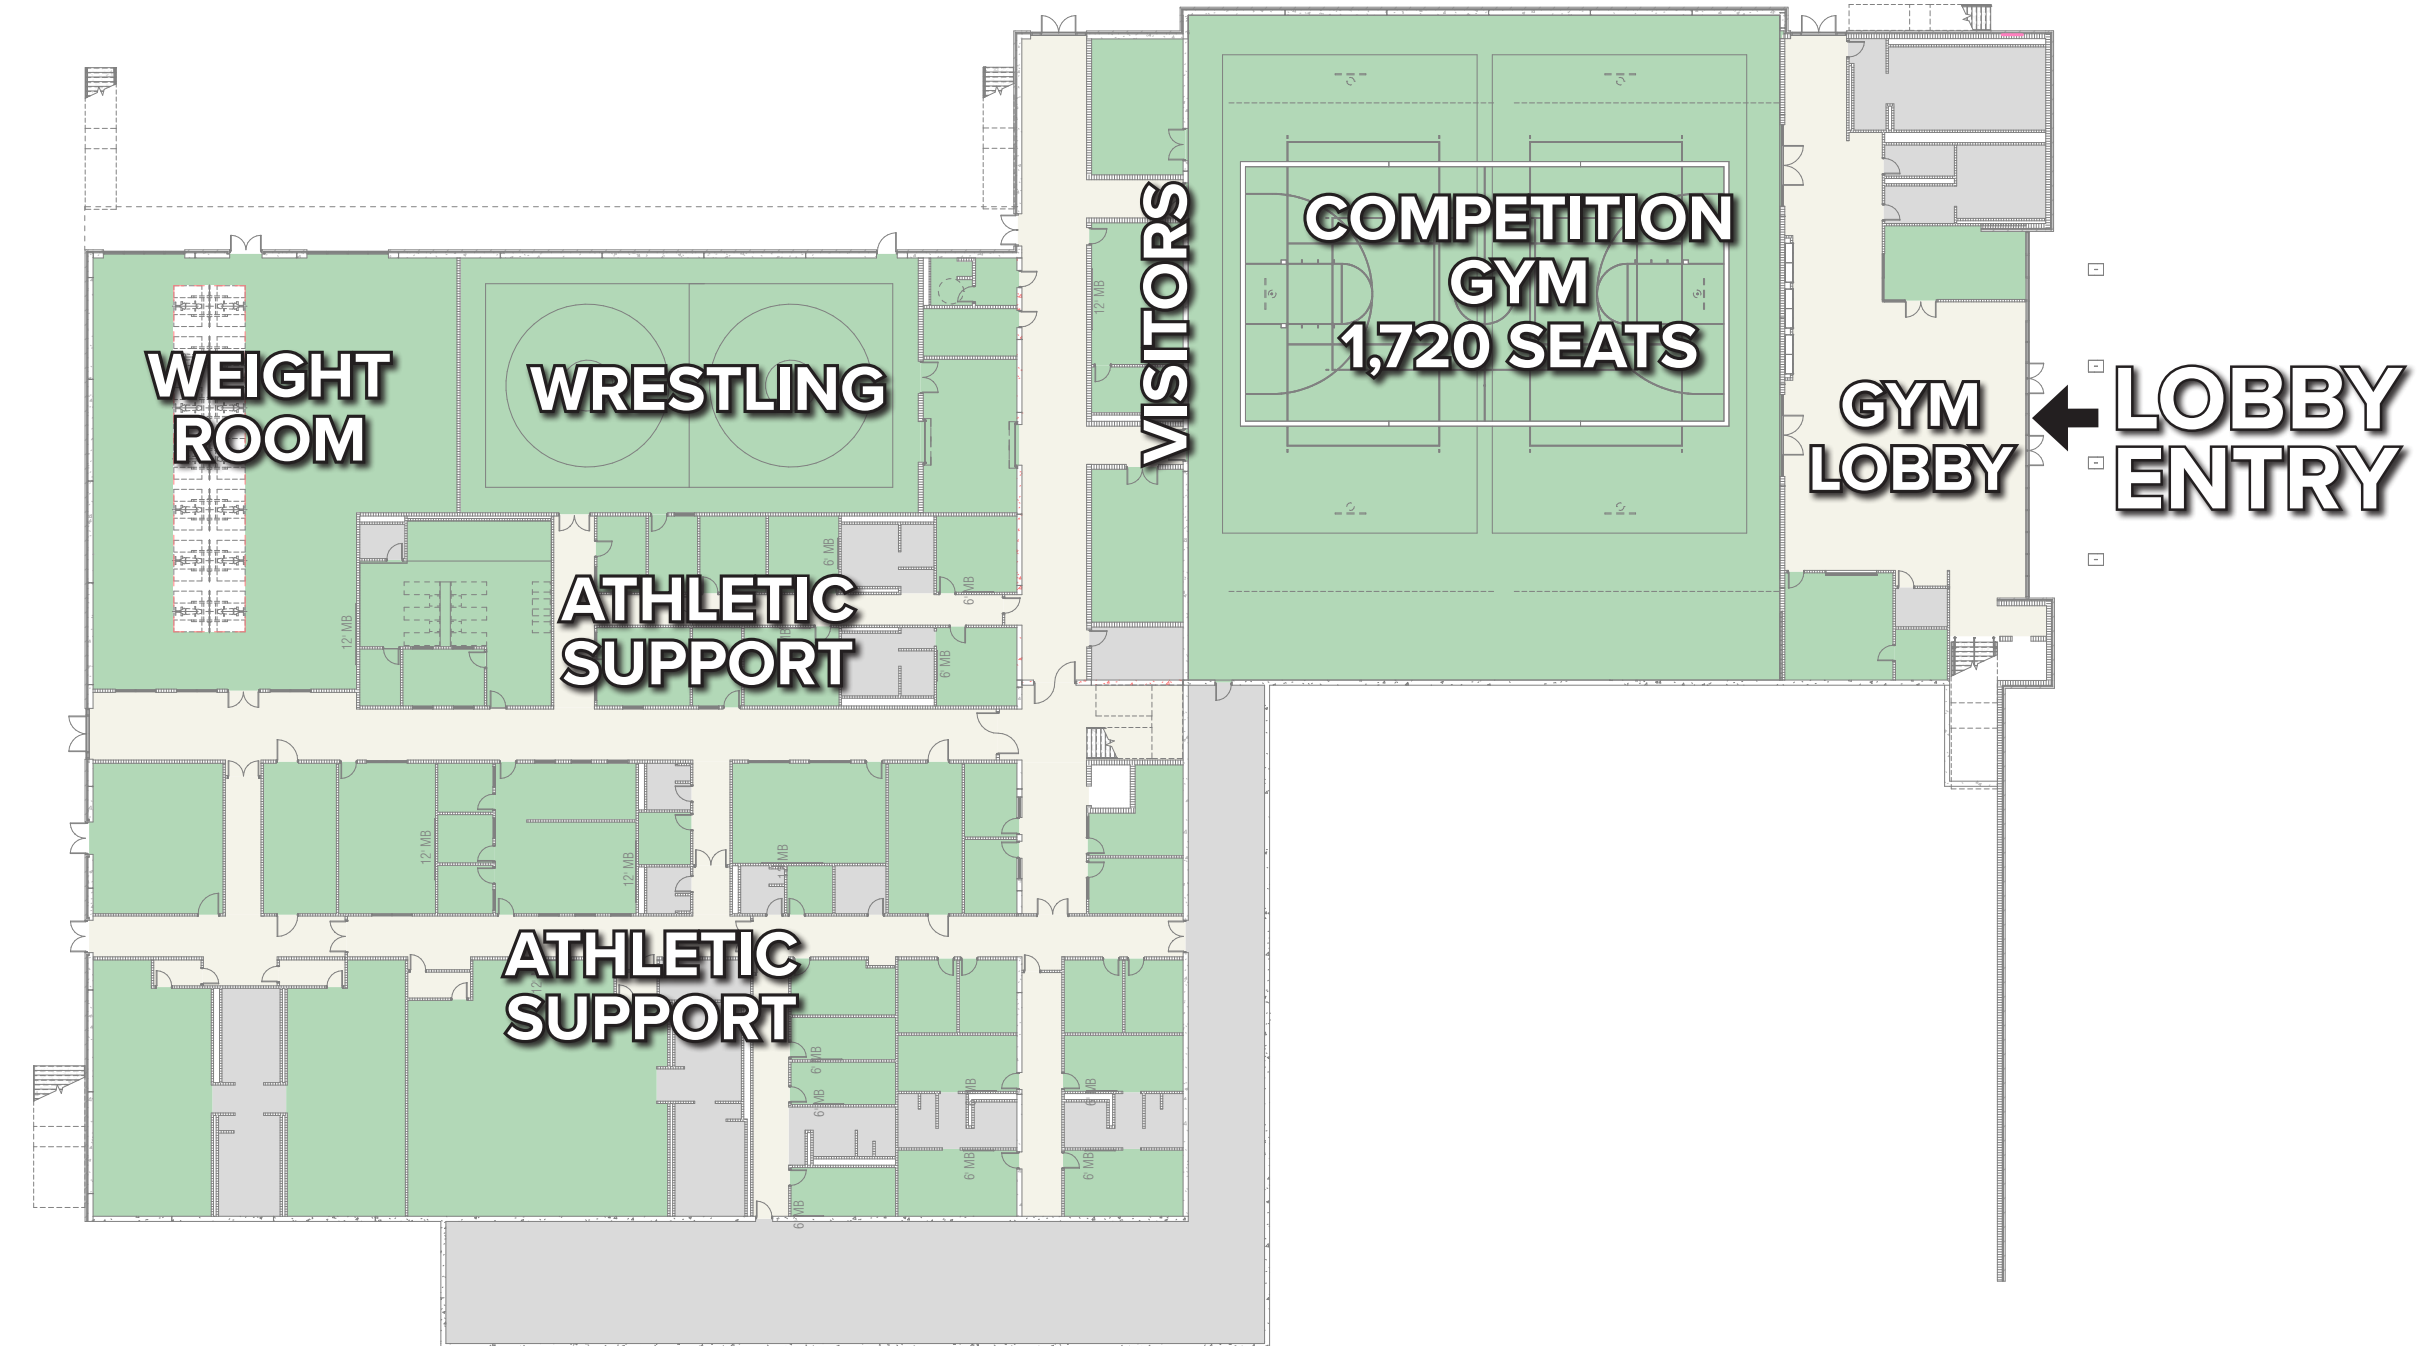 VISITORS
COMPETITION
GYM
1,720 SEATS
WEIGHT
ROOM
WRESTLING
GYM
LOBBY
LOBBY
ENTRY
ATHLETIC
SUPPORT
ATHLETIC
SUPPORT
12' MB
12' MB
6' MB
6' MB
6' MB
12' MB
12' MB
6' MB
6' MB
6' MB
6' MB
6' MB